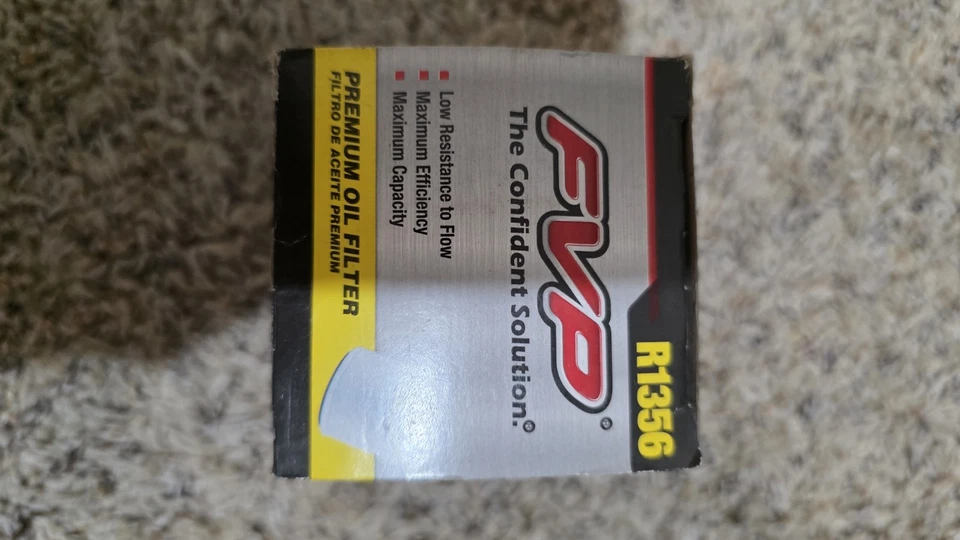 R1356
FVP®
The Confident Solution.®
Low Resistance to Flow
Maximum Efficiency
Maximum Capacity
PREMIUM OIL FILTER
FILTRO DE ACEITE PREMIUM